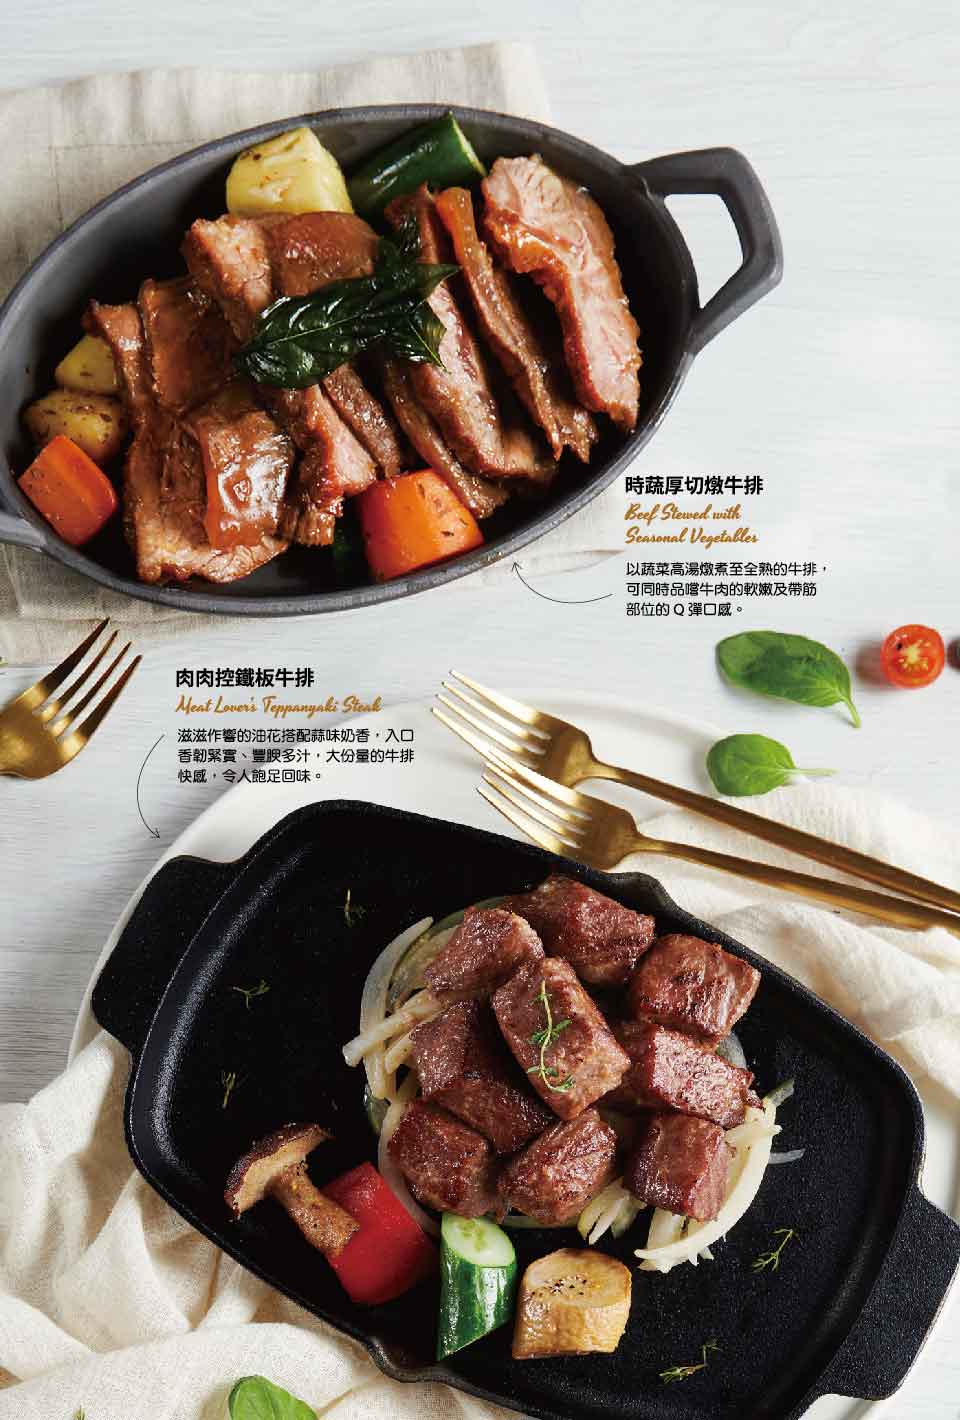 時蔬厚切燉牛排
Beef Stewed with
Seasonal Vegetables
以蔬菜高湯燉煮至全熟的牛排，
可同時品嚐牛肉的軟嫩及帶筋
部位的 Q 彈口感。
肉肉控鐵板牛排
Meat Lover's Teppanyaki Steak
滋滋作響的油花搭配蒜味奶香，入口
香韌緊實、豐腴多汁，大份量的牛排
快感，令人飽足回味。